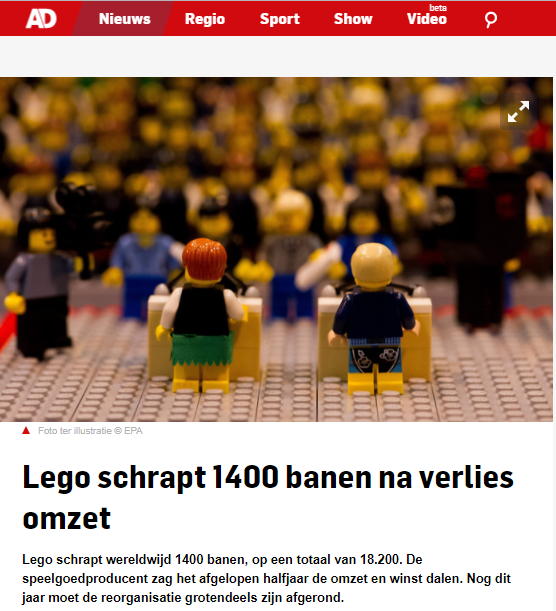 AD Nieuws Regio Sport Show Video beta
Foto ter illustratie © EPA
Lego schrapt 1400 banen na verlies
omzet
Lego schrapt wereldwijd 1400 banen, op een totaal van 18.200. De
speelgoedproducent zag het afgelopen halfjaar de omzet en winst dalen. Nog dit
jaar moet de reorganisatie grotendeels zijn afgerond.